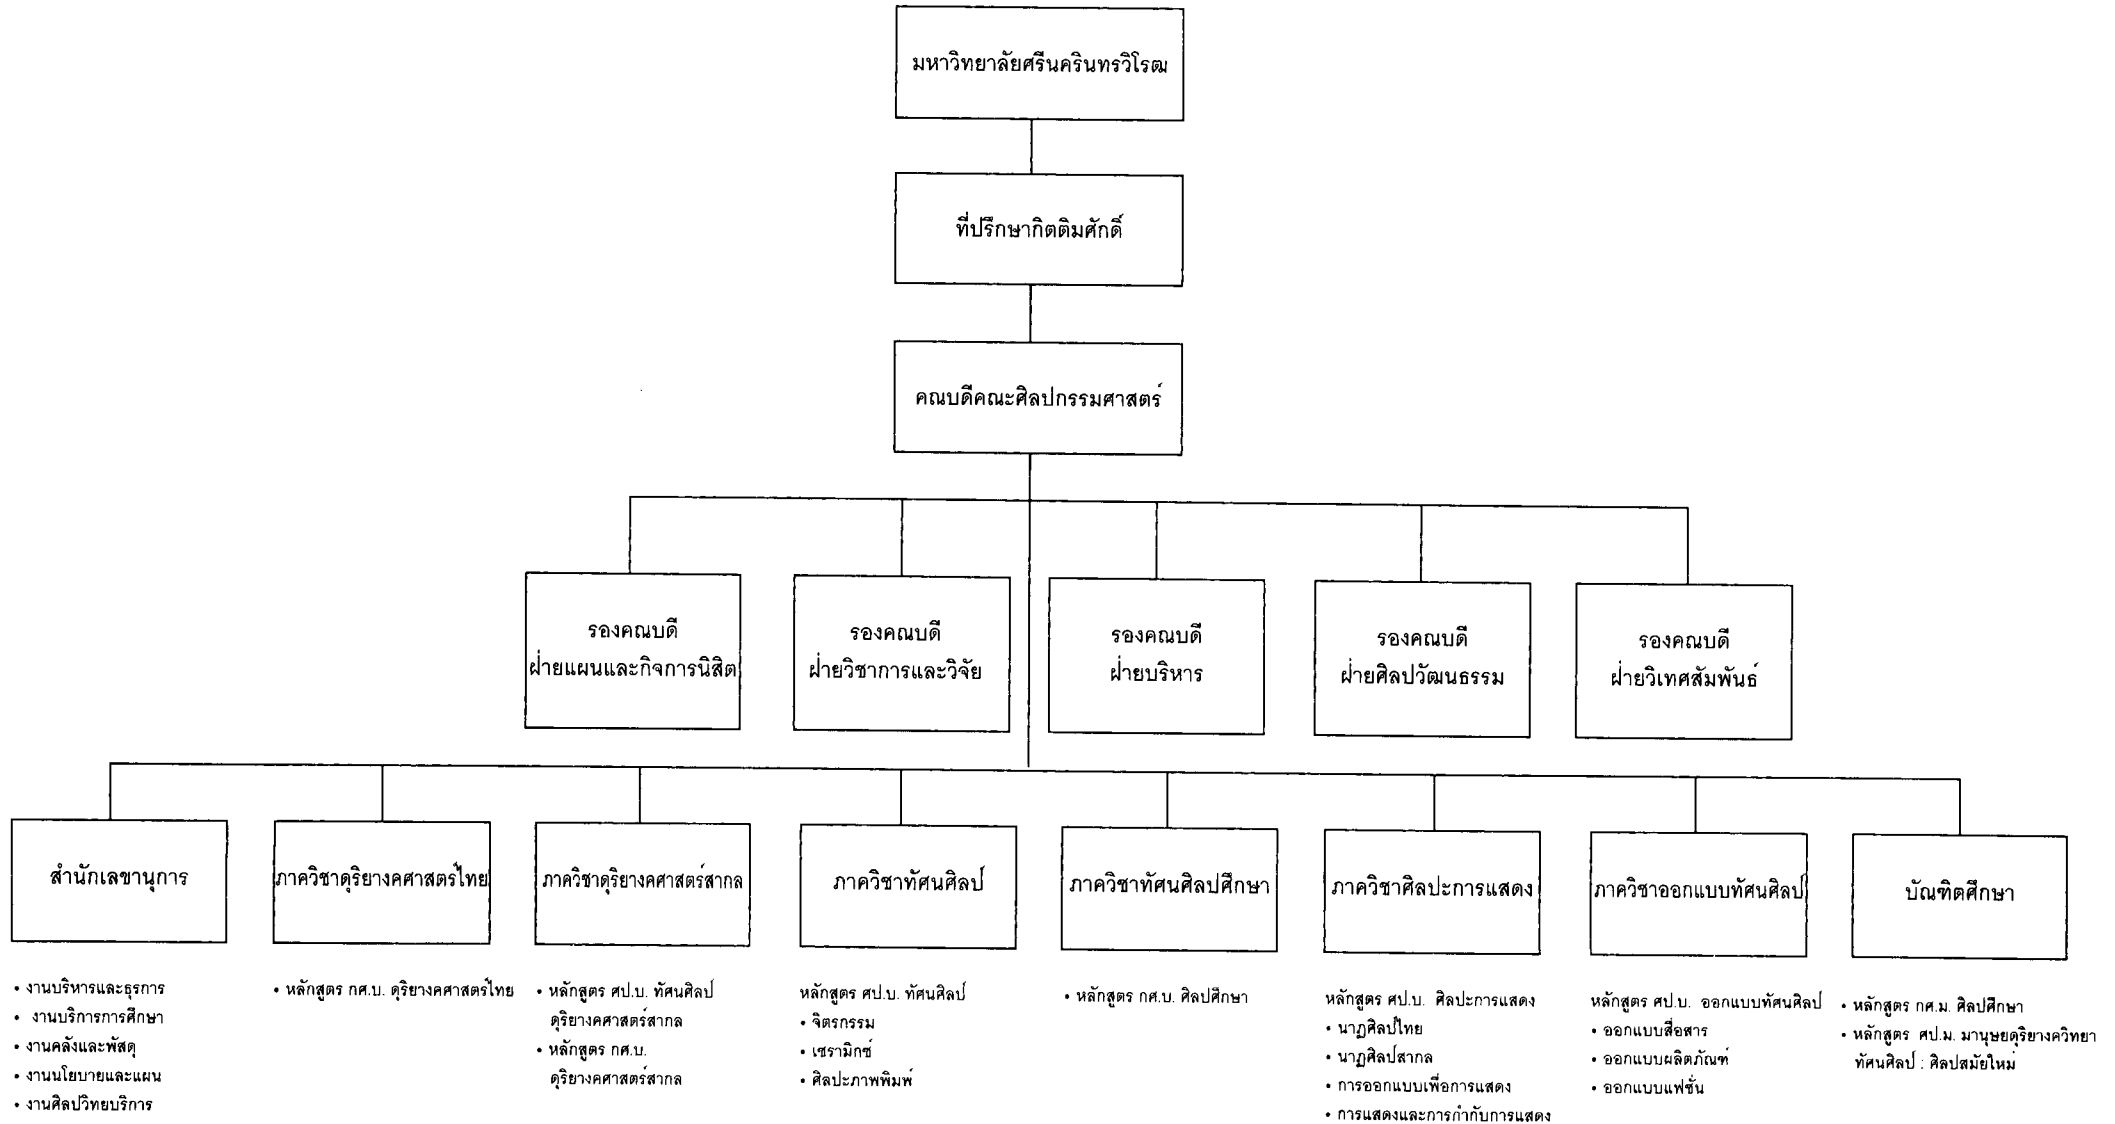 มหาวิทยาลัยศรีนครินทรวิโรฒ
ที่ปรึกษากิตติมศักดิ์
คณบดีคณะศิลปกรรมศาสตร์
รองคณบดี
ฝ่ายแผนและกิจการนิสิต
รองคณบดี
ฝ่ายวิชาการและวิจัย
รองคณบดี
ฝ่ายบริหาร
รองคณบดี
ฝ่ายศิลปวัฒนธรรม
รองคณบดี
ฝ่ายวิเทศสัมพันธ์
สำนักเลขานุการ
ภาควิชาดุริยางคศาสตร์ไทย
ภาควิชาดุริยางคศาสตร์สากล
ภาควิชาทัศนศิลป์
ภาควิชาทัศนศิลปศึกษา
ภาควิชาศิลปะการแสดง
ภาควิชาออกแบบทัศนศิลป์
บัณฑิตศึกษา
• งานบริหารและธุรการ
• งานบริการการศึกษา
• งานคลังและพัสดุ
• งานนโยบายและแผน
• งานศิลปวิทยบริการ
• หลักสูตร กศ.บ. ดุริยางคศาสตร์ไทย
• หลักสูตร ศป.บ. ทัศนศิลป์
ดุริยางคศาสตร์สากล
• หลักสูตร กศ.บ.
ดุริยางคศาสตร์สากล
หลักสูตร ศป.บ. ทัศนศิลป์
• จิตรกรรม
• เซรามิกซ์
• ศิลปะภาพพิมพ์
• หลักสูตร กศ.บ. ศิลปศึกษา
หลักสูตร ศป.บ. ศิลปะการแสดง
• นาฏศิลป์ไทย
• นาฏศิลป์สากล
• การออกแบบเพื่อการแสดง
• การแสดงและการกำกับการแสดง
หลักสูตร ศป.บ. ออกแบบทัศนศิลป์
• ออกแบบสื่อสาร
• ออกแบบผลิตภัณฑ์
• ออกแบบแฟชั่น
• หลักสูตร กศ.ม. ศิลปศึกษา
• หลักสูตร ศป.ม. มานุษยดุริยางควิทยา
ทัศนศิลป์ : ศิลปสมัยใหม่